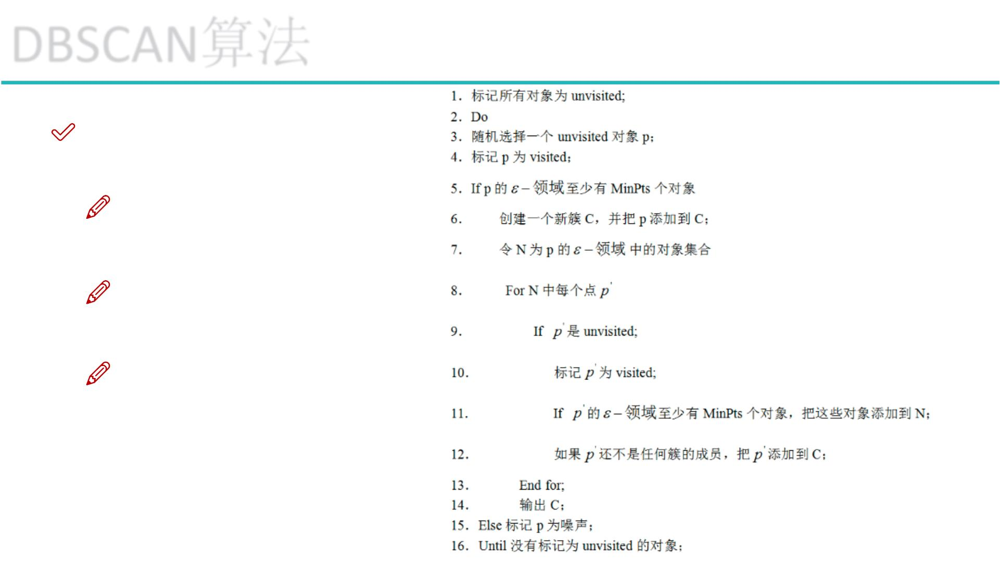 DBSCAN算法
1. 标记所有对象为 unvisited;
2. Do
3. 随机选择一个 unvisited 对象 p；
4. 标记 p 为 visited；
5. If p 的 ε – 领域至少有 MinPts 个对象
6. 创建一个新簇 C，并把 p 添加到 C；
7. 令 N 为 p 的 ε – 领域 中的对象集合
8. For N 中每个点 p'
9. If p' 是 unvisited;
10. 标记 p' 为 visited;
11. If p' 的 ε – 领域至少有 MinPts 个对象，把这些对象添加到 N；
12. 如果 p' 还不是任何簇的成员，把 p' 添加到 C；
13. End for;
14. 输出 C；
15. Else 标记 p 为噪声；
16. Until 没有标记为 unvisited 的对象；